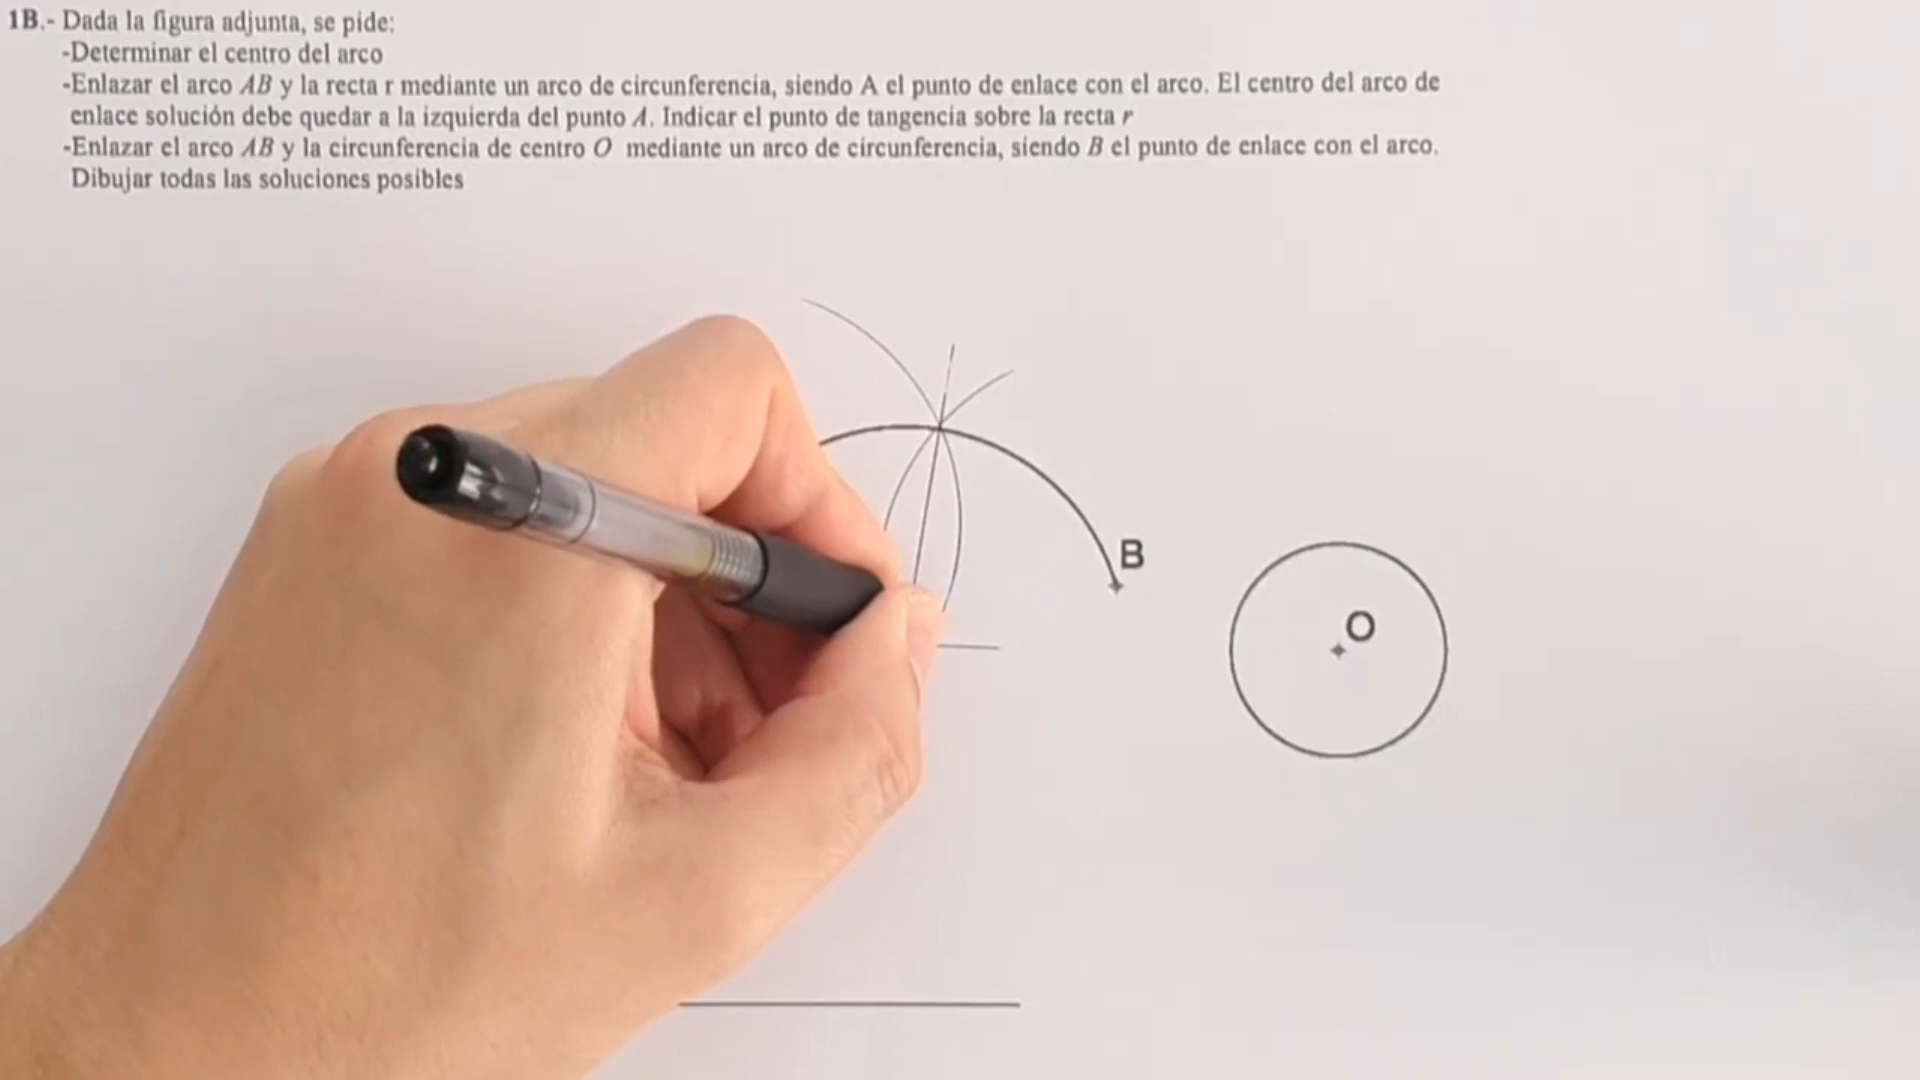 1B.- Dada la figura adjunta, se pide:
-Determinar el centro del arco
-Enlazar el arco AB y la recta r mediante un arco de circunferencia, siendo A el punto de enlace con el arco. El centro del arco de
enlace solución debe quedar a la izquierda del punto A. Indicar el punto de tangencia sobre la recta r
-Enlazar el arco AB y la circunferencia de centro O mediante un arco de circunferencia, siendo B el punto de enlace con el arco.
Dibujar todas las soluciones posibles
B
O